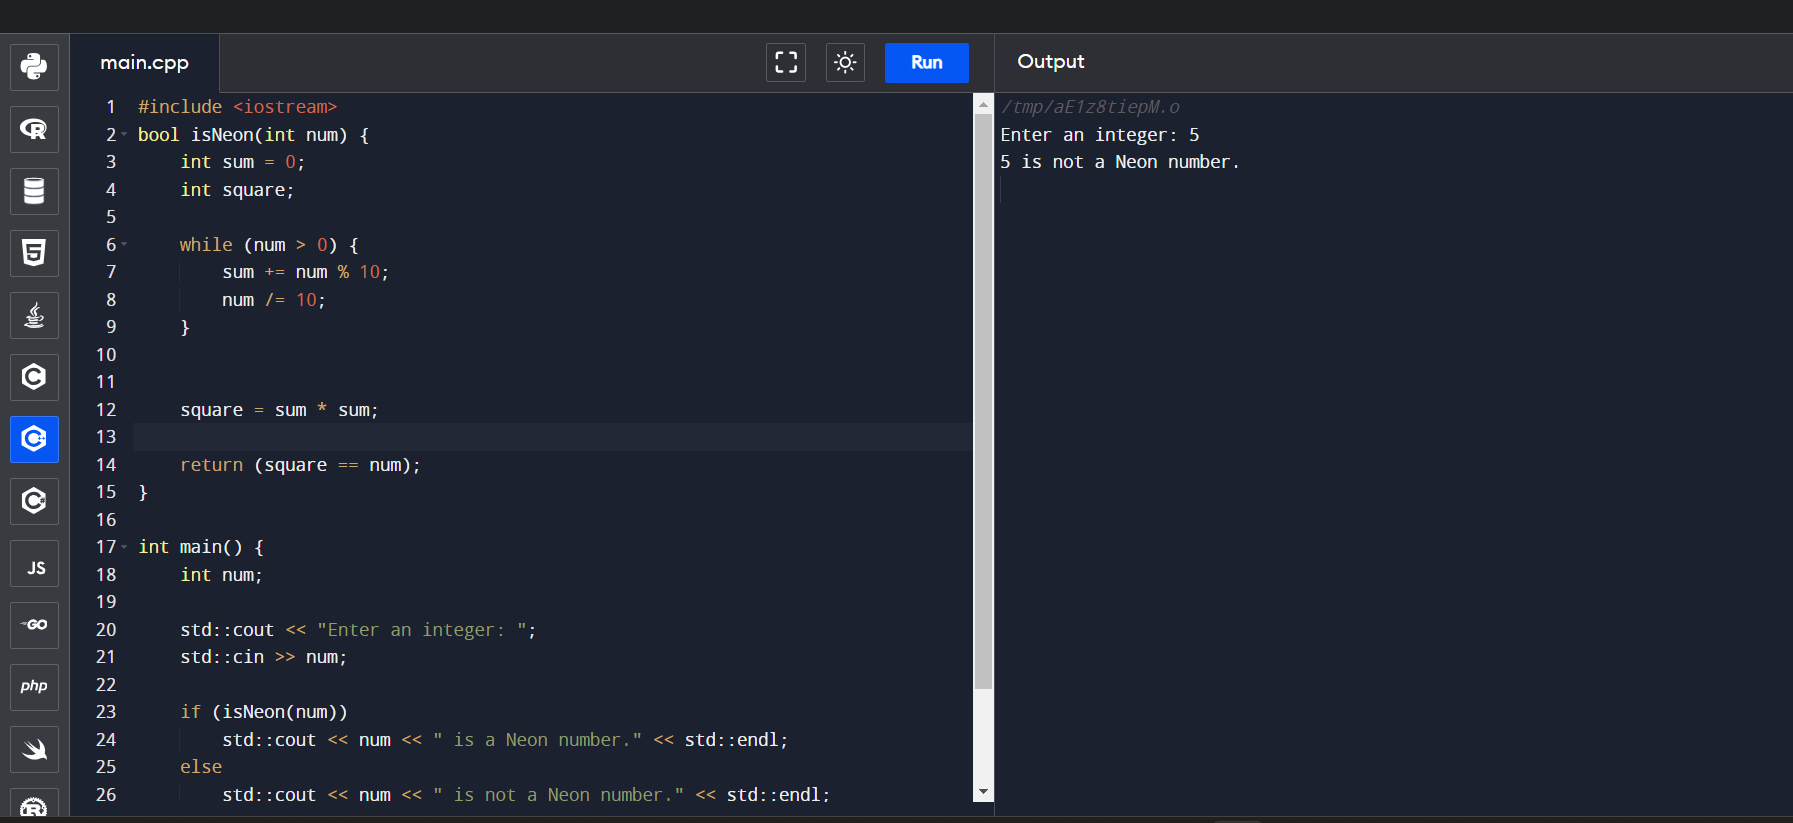 main.cpp
Run
Output
1 #include <iostream>
2 bool isNeon(int num) {
3     int sum = 0;
4     int square;
5
6     while (num > 0) {
7         sum += num % 10;
8         num /= 10;
9     }
10
11
12     square = sum * sum;
13
14     return (square == num);
15 }
16
17 int main() {
18     int num;
19
20     std::cout << "Enter an integer: ";
21     std::cin >> num;
22
23     if (isNeon(num))
24         std::cout << num << " is a Neon number." << std::endl;
25     else
26         std::cout << num << " is not a Neon number." << std::endl;
/tmp/aE1z8tiepM.o
Enter an integer: 5
5 is not a Neon number.
R
5
C
C++
C#
JS
GO
php
R